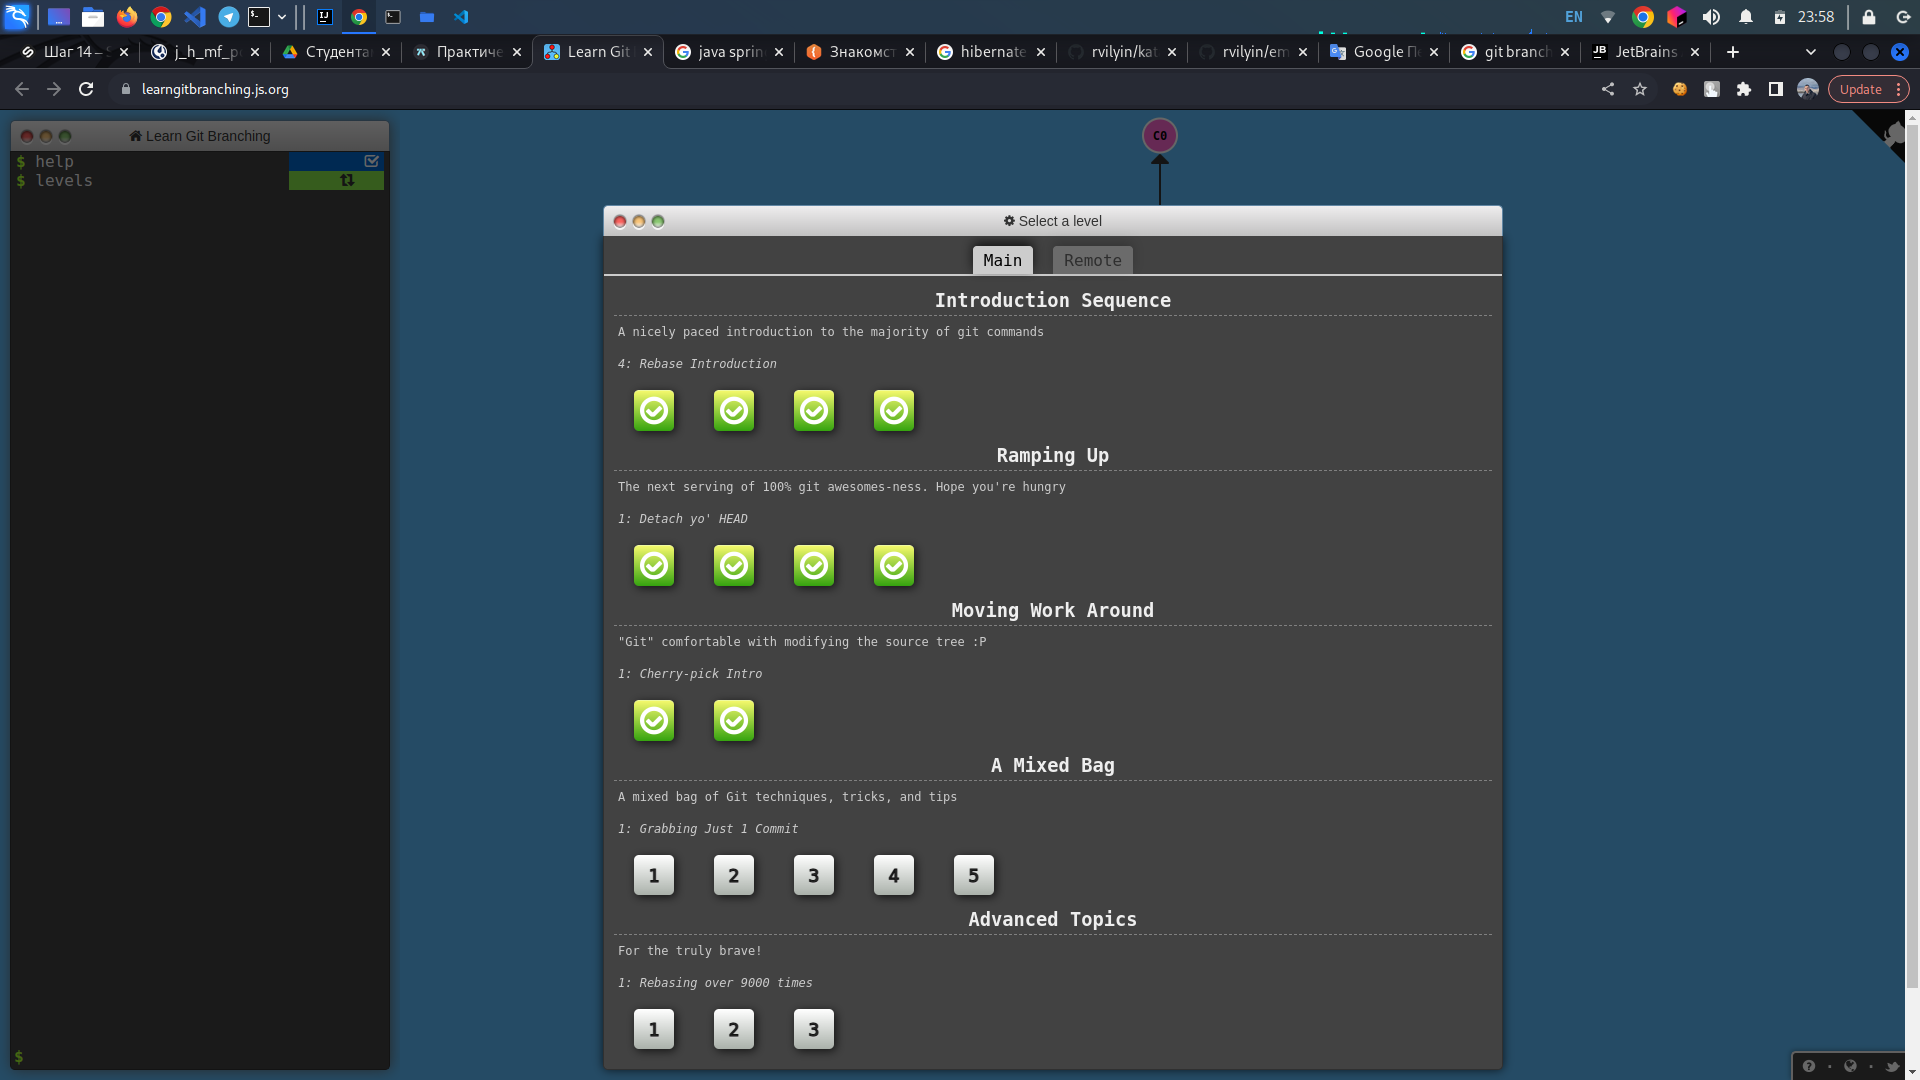 EN
23:58
Шаг 14 –
j_h_mf_p
Студента
Практиче
Learn Git
java sprin
Знакомст
hibernate
rvilyin/kat
rvilyin/em
Google П
git branch
JetBrains
learngitbranching.js.org
Update
Learn Git Branching
$ help
$ levels
$
C0
Select a level
Main
Remote
Introduction Sequence
A nicely paced introduction to the majority of git commands
4: Rebase Introduction
Ramping Up
The next serving of 100% git awesomes-ness. Hope you're hungry
1: Detach yo' HEAD
Moving Work Around
"Git" comfortable with modifying the source tree :P
1: Cherry-pick Intro
A Mixed Bag
A mixed bag of Git techniques, tricks, and tips
1: Grabbing Just 1 Commit
1 2 3 4 5
Advanced Topics
For the truly brave!
1: Rebasing over 9000 times
1 2 3